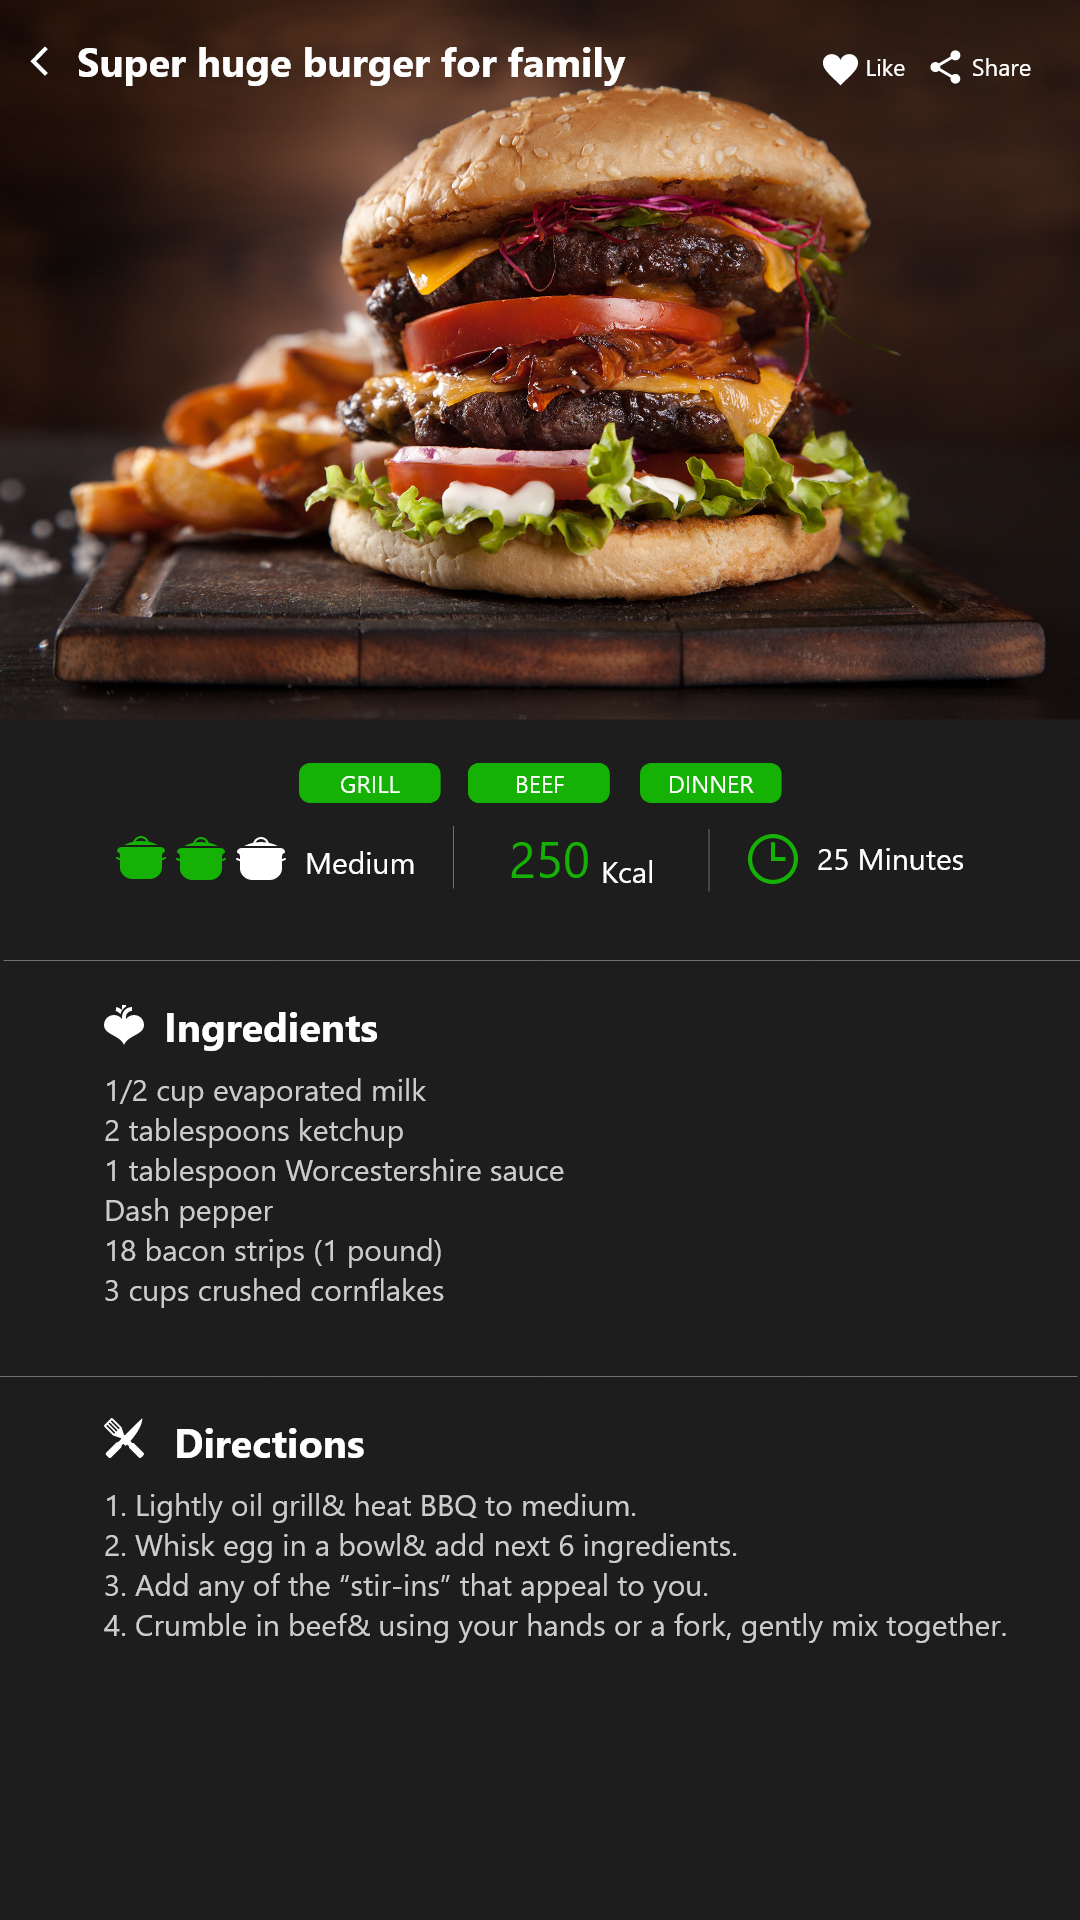 Super huge burger for family
Like
Share
GRILL
BEEF
DINNER
Medium
250 Kcal
25 Minutes
Ingredients
1/2 cup evaporated milk
2 tablespoons ketchup
1 tablespoon Worcestershire sauce
Dash pepper
18 bacon strips (1 pound)
3 cups crushed cornflakes
Directions
1. Lightly oil grill& heat BBQ to medium.
2. Whisk egg in a bowl& add next 6 ingredients.
3. Add any of the “stir-ins” that appeal to you.
4. Crumble in beef& using your hands or a fork, gently mix together.